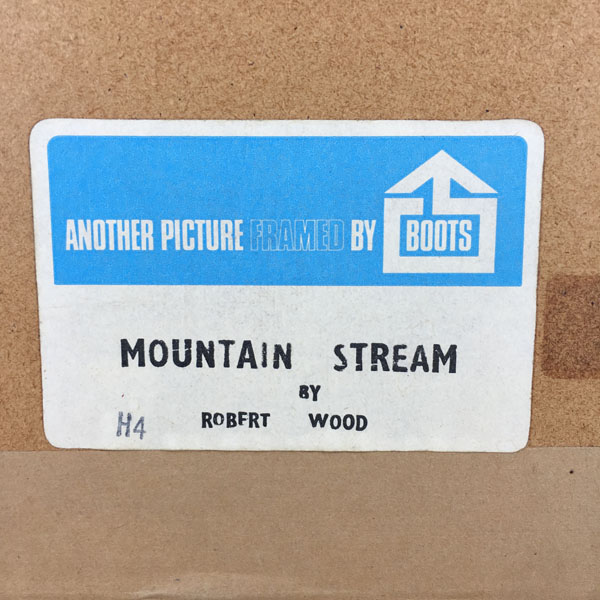 ANOTHER PICTURE FRAMED BY BOOTS
MOUNTAIN STREAM
BY
ROBERT WOOD
H4